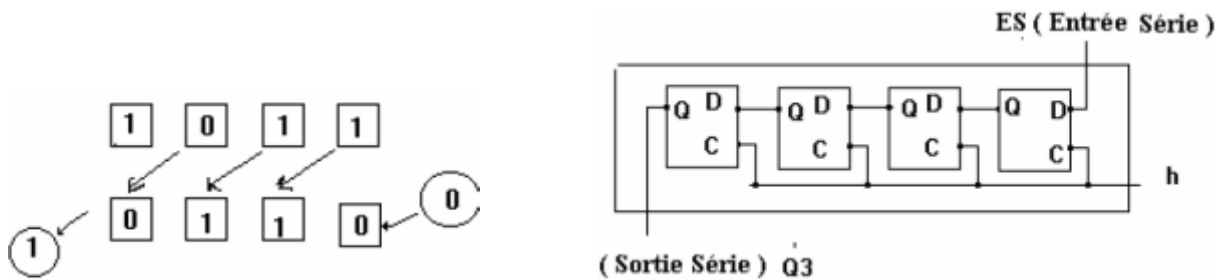 1 0 1 1
0 1 1 0 0
1
ES ( Entrée Série )
Q D Q D Q D Q D
C C C C
h
( Sortie Série ) Q3